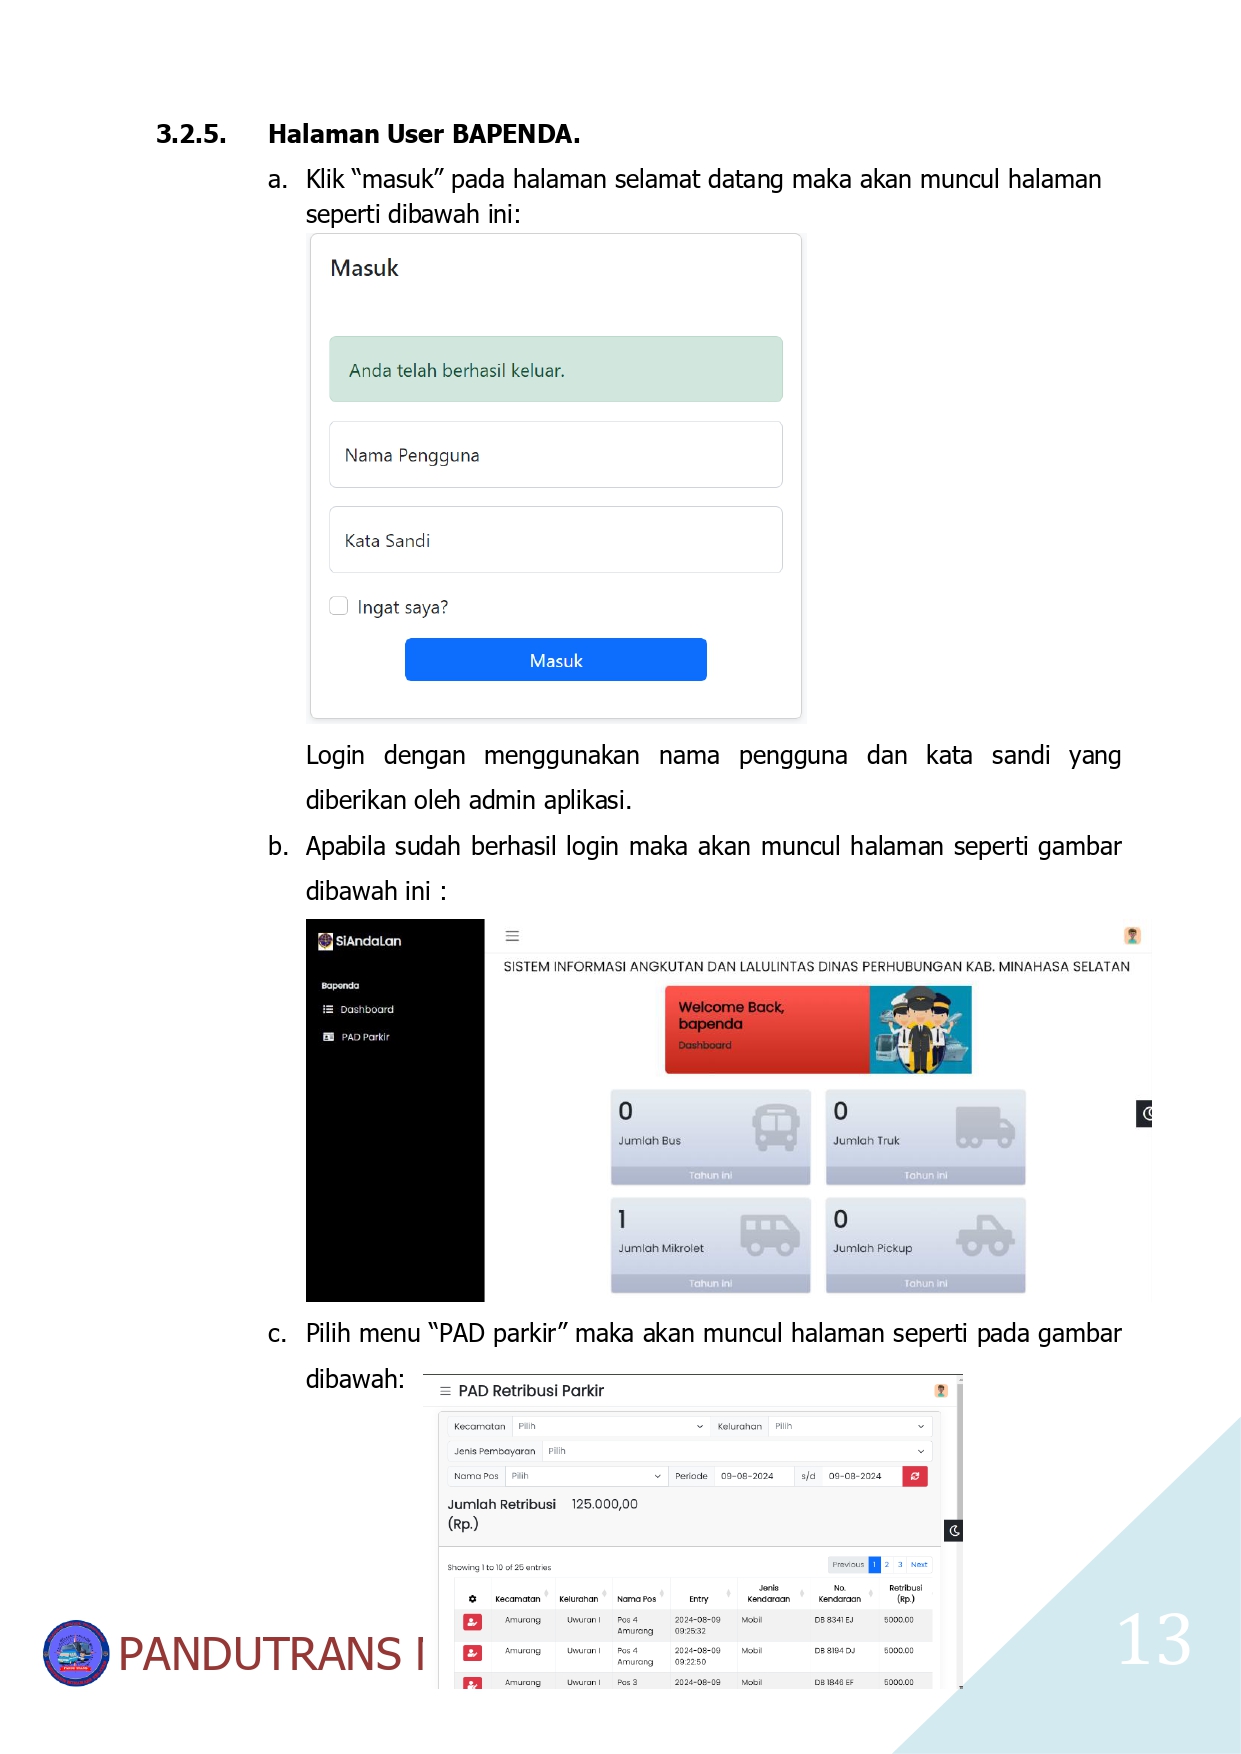 3.2.5. Halaman User BAPENDA.
a. Klik “masuk” pada halaman selamat datang maka akan muncul halaman
seperti dibawah ini:
Masuk
Anda telah berhasil keluar.
Nama Pengguna
Kata Sandi
Ingat saya?
Masuk
Login dengan menggunakan nama pengguna dan kata sandi yang
diberikan oleh admin aplikasi.
b. Apabila sudah berhasil login maka akan muncul halaman seperti gambar
dibawah ini :
SiAndaLan
SISTEM INFORMASI ANGKUTAN DAN LALULINTAS DINAS PERHUBUNGAN KAB. MINAHASA SELATAN
Bapenda
Dashboard
PAD Parkir
Welcome Back,
bapenda
Dashboard
0 0
Jumlah Bus Jumlah Truk
Tahun Ini Tahun Ini
1 0
Jumlah Mikrolet Jumlah Pickup
Tahun Ini Tahun Ini
c. Pilih menu “PAD parkir” maka akan muncul halaman seperti pada gambar
dibawah:
PAD Retribusi Parkir
Kecamatan Pilih Kelurahan Pilih
Jenis Pembayaran Pilih
Nama Pos Pilih Periode 09-08-2024 s/d 09-08-2024
Jumlah Retribusi 125.000,00
(Rp.)
Showing 1 to 10 of 25 entries Previous 1 2 3 Next
Kecamatan Kelurahan Nama Pos Entry Jenis Kendaraan No. Kendaraan Retribusi (Rp.)
Amurang Uwuran I Pos 4 Amurang 2024-08-09 09:25:32 Mobil DB 8341 EJ 5000.00
Amurang Uwuran I Pos 4 Amurang 2024-08-09 09:22:50 Mobil DB 8194 DJ 5000.00
Amurang Uwuran I Pos 3 2024-08-09 Mobil DB 1846 EF 5000.00
PANDUTRANS
13